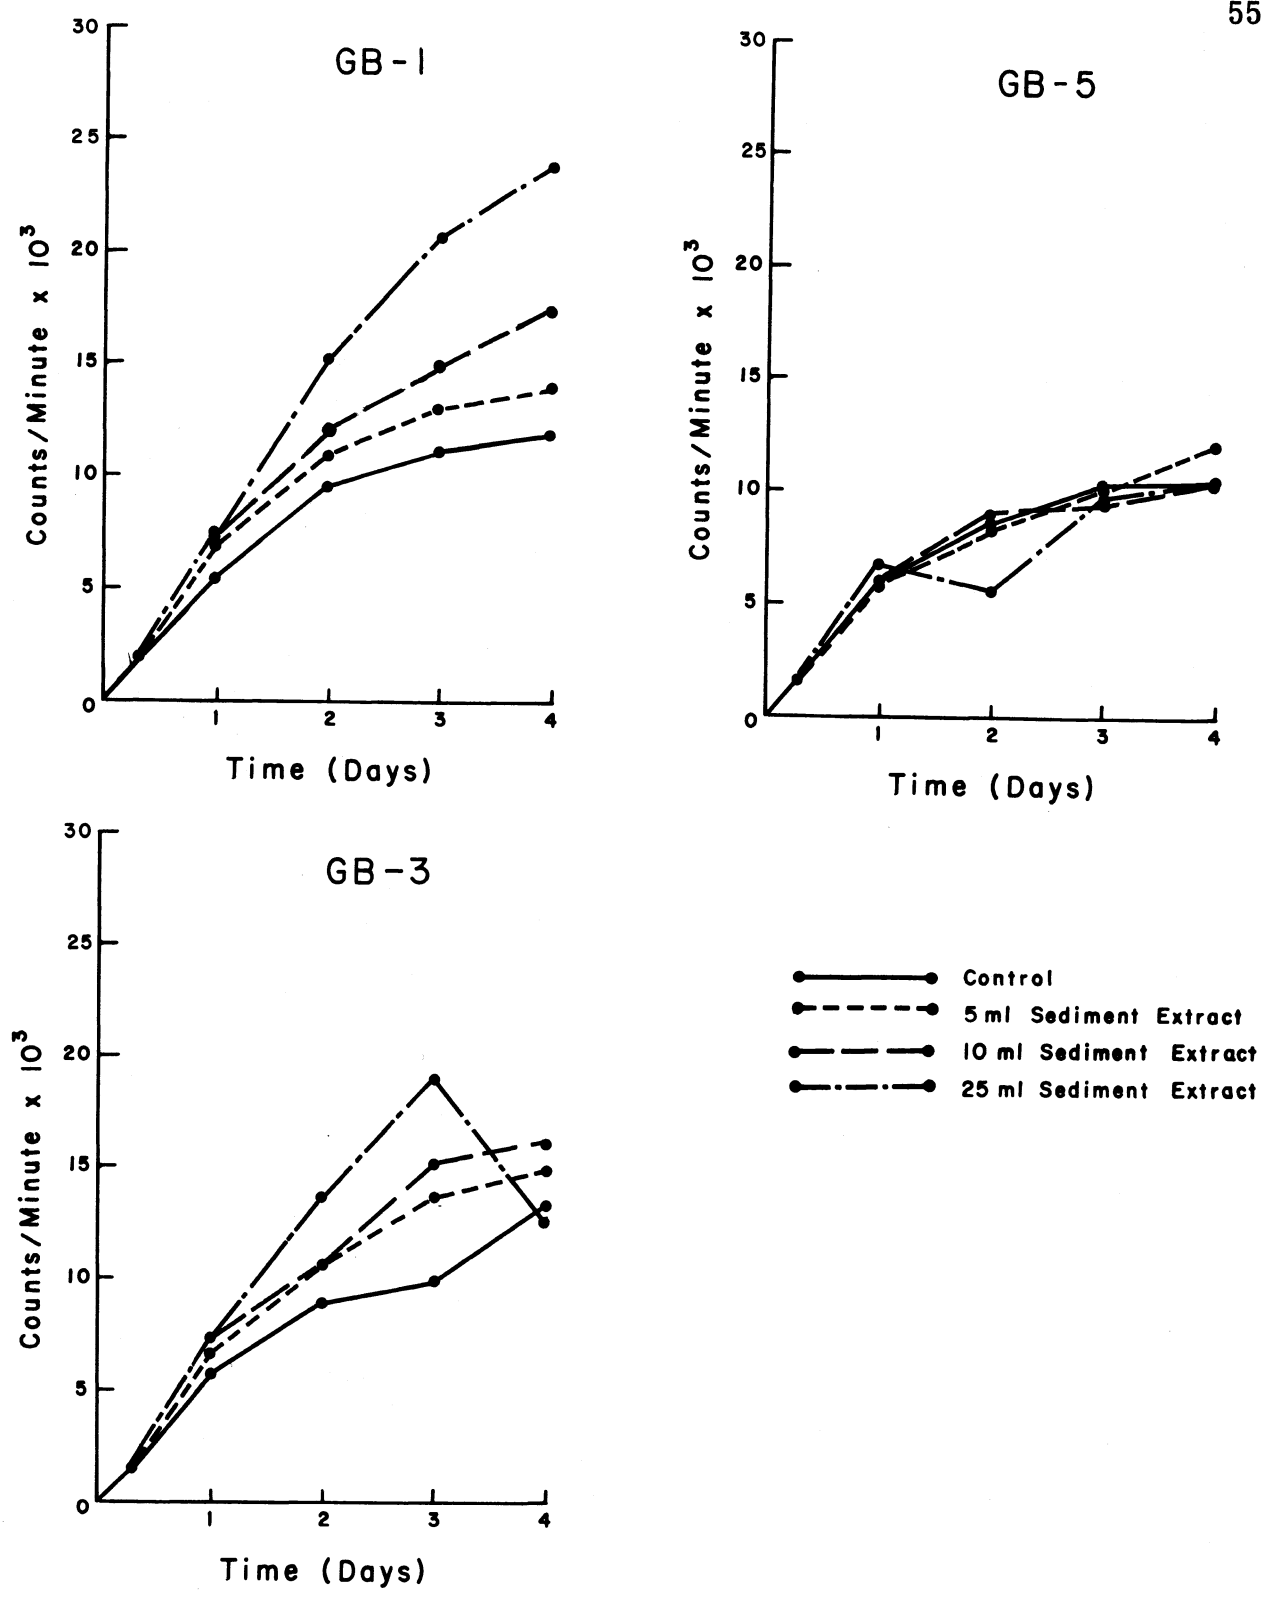 55
GB-1
30
25
20
15
10
5
0
Counts/Minute x 10³
1 2 3 4
Time (Days)
GB-5
30
25
20
15
10
5
0
Counts/Minute x 10³
1 2 3 4
Time (Days)
GB-3
30
25
20
15
10
5
0
Counts/Minute x 10³
1 2 3 4
Time (Days)
Control
5 ml Sediment Extract
10 ml Sediment Extract
25 ml Sediment Extract